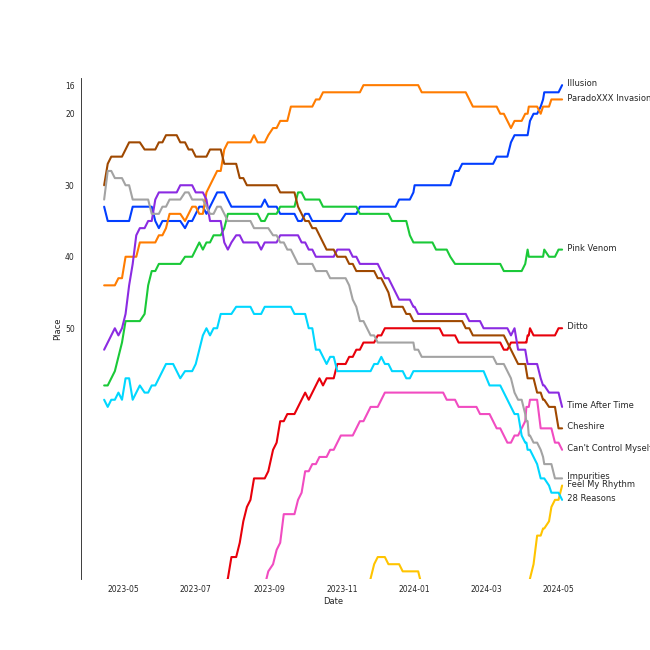 16
20
30
40
50
Place
2023-05
2023-07
2023-09
2023-11
2024-01
2024-03
2024-05
Date
Illusion
ParadoXXX Invasion
Pink Venom
Ditto
Time After Time
Cheshire
Can't Control Mysel
Impurities
Feel My Rhythm
28 Reasons